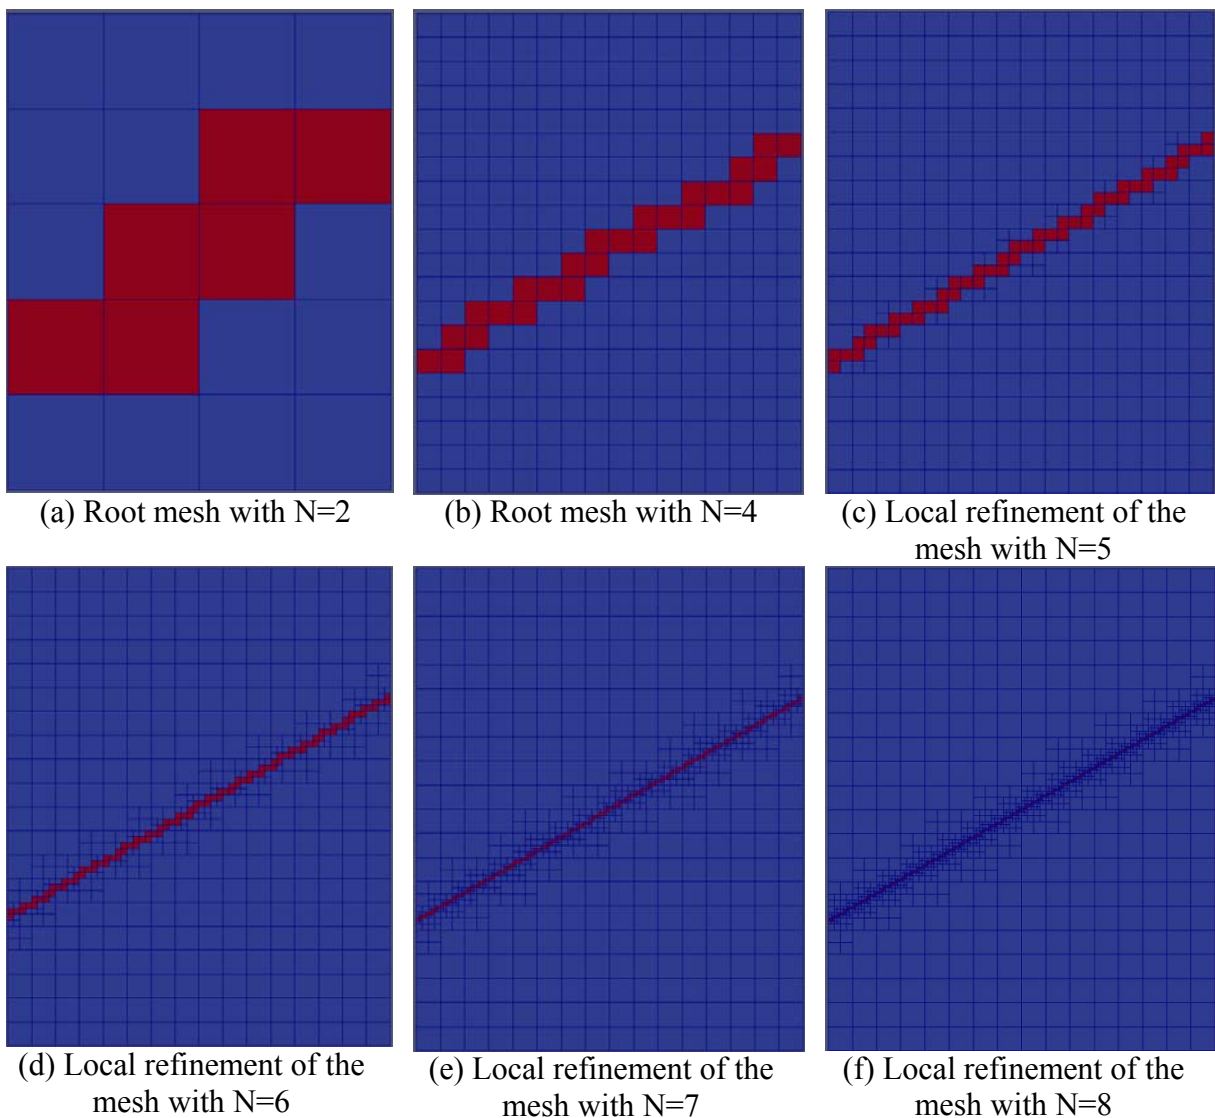 (a) Root mesh with N=2
(b) Root mesh with N=4
(c) Local refinement of the
mesh with N=5
(d) Local refinement of the
mesh with N=6
(e) Local refinement of the
mesh with N=7
(f) Local refinement of the
mesh with N=8